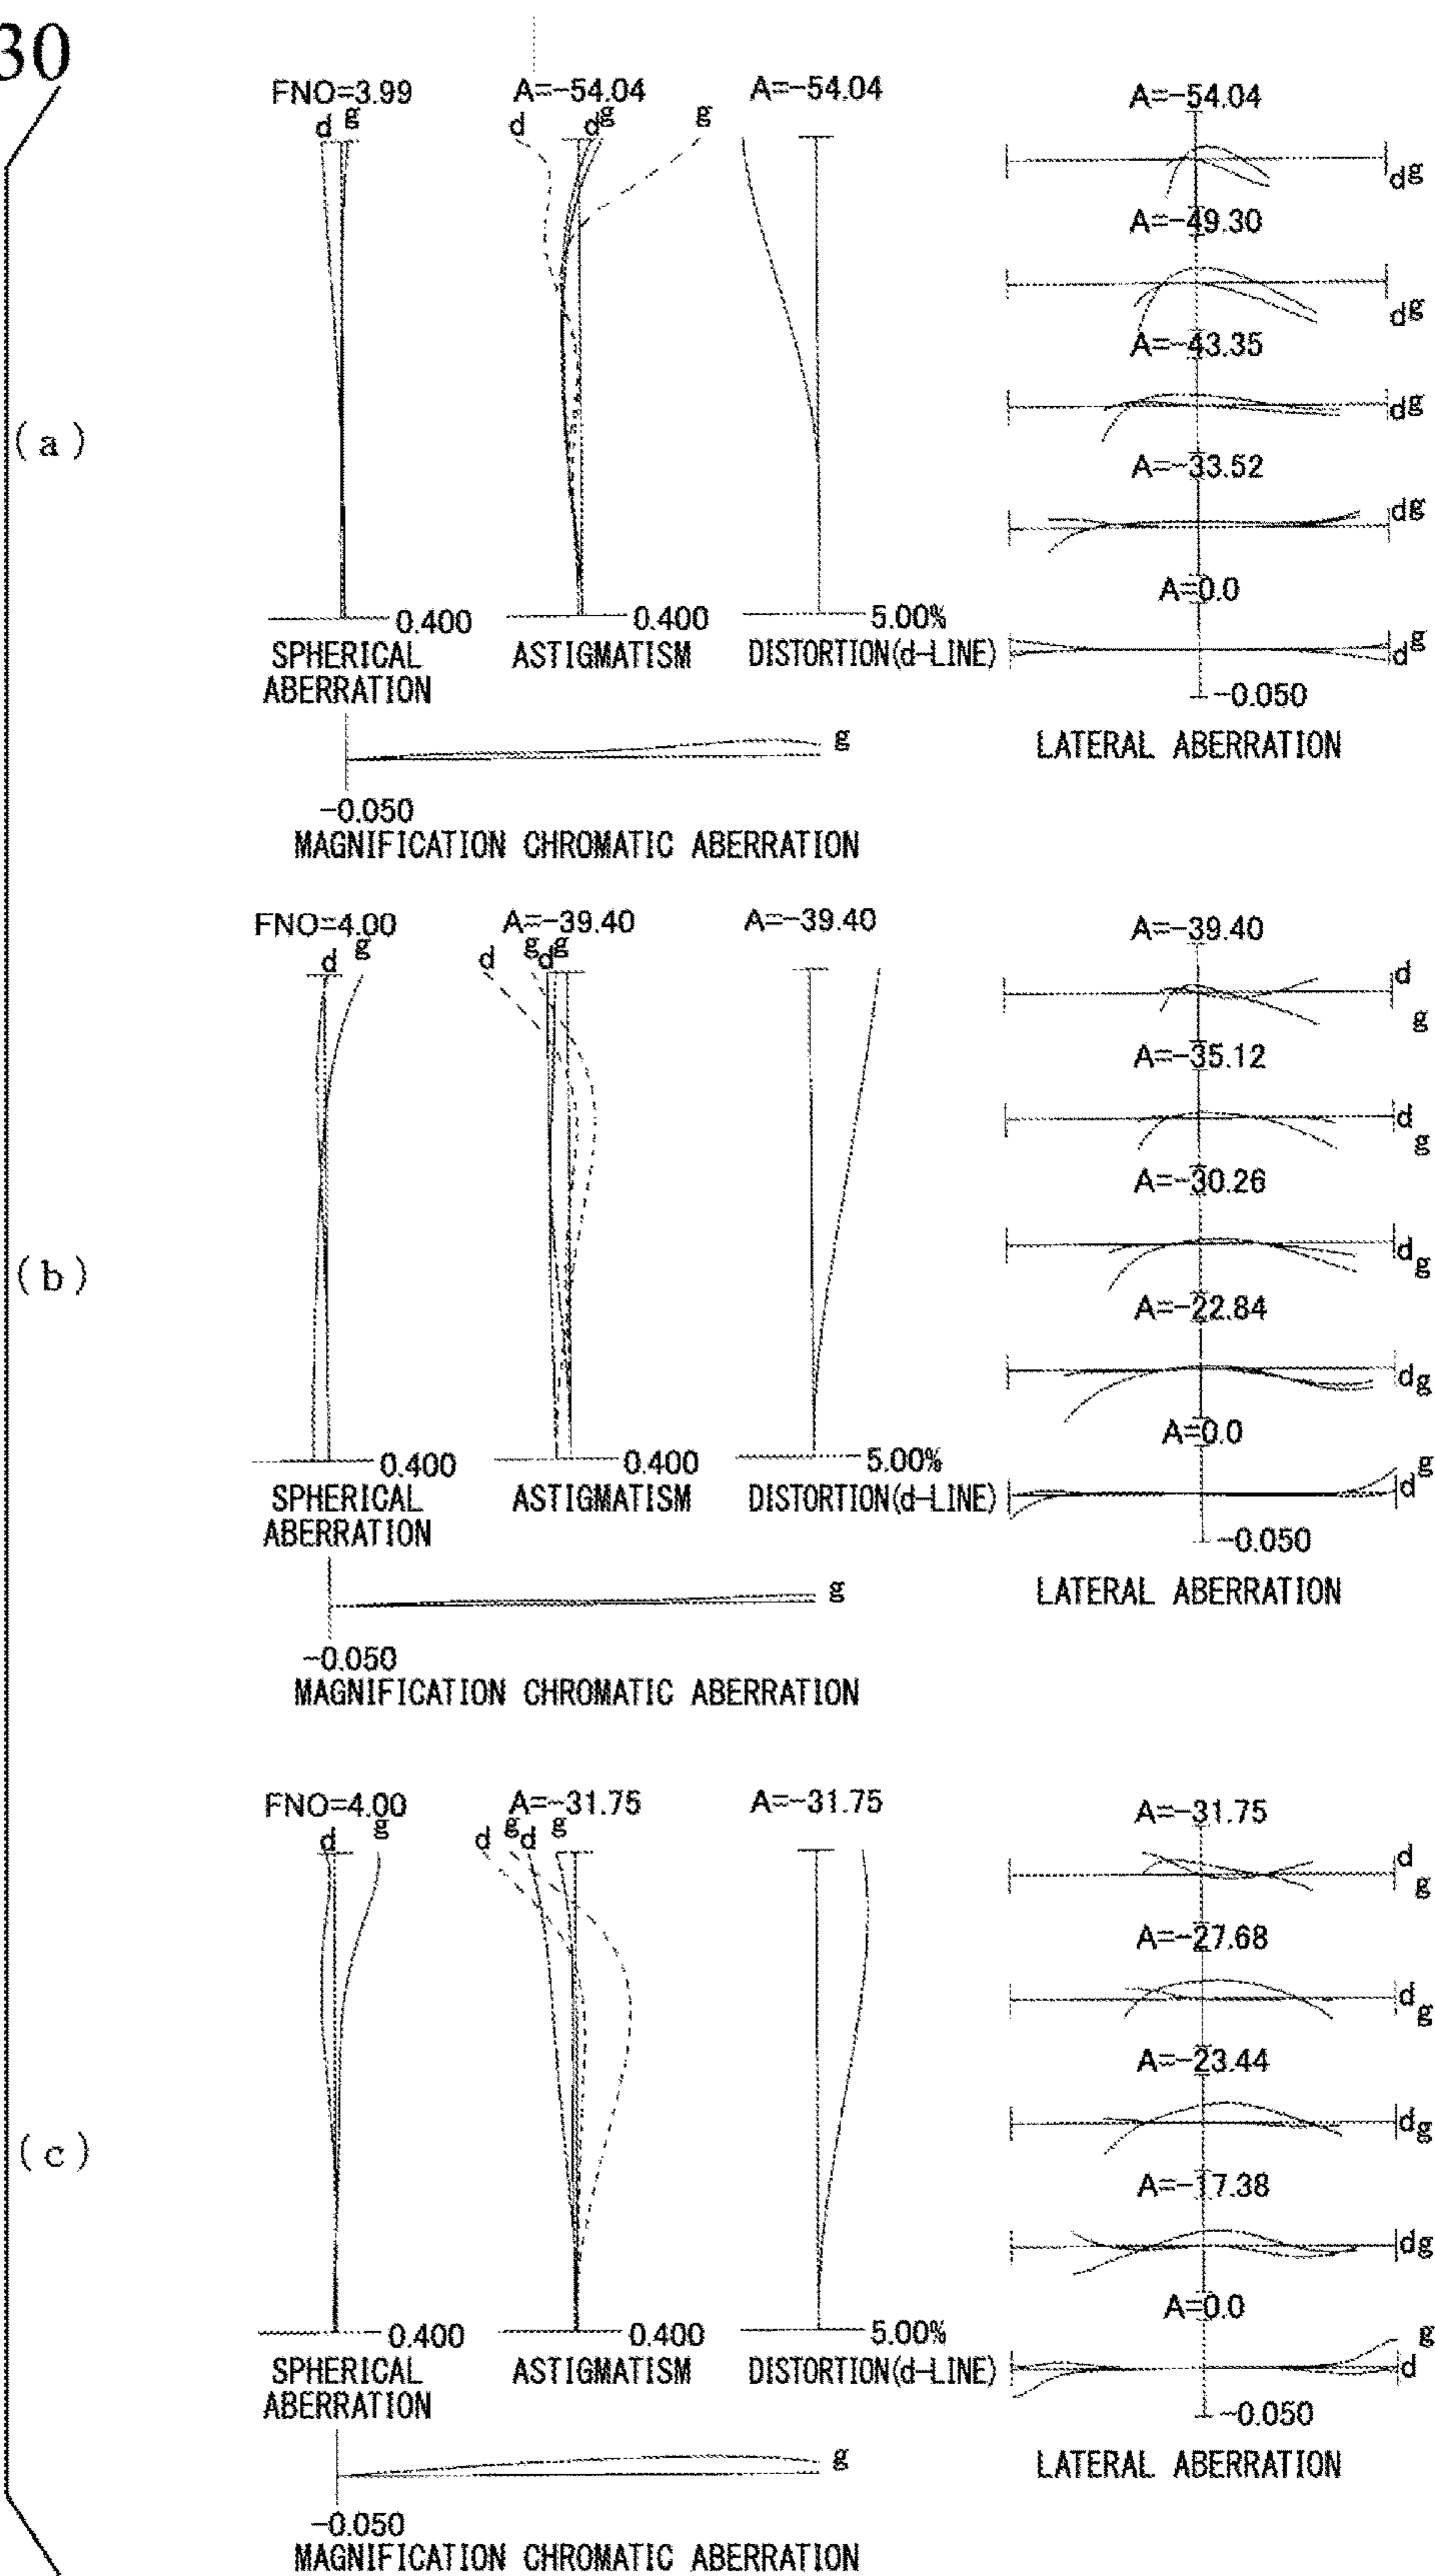 30
(a)
FNO=3.99
d g
A=-54.04
d d g g
A=-54.04
0.400
SPHERICAL
ABERRATION
0.400
ASTIGMATISM
5.00%
DISTORTION(d-LINE)
g
-0.050
MAGNIFICATION CHROMATIC ABERRATION
A=-54.04
dg
A=-49.30
dg
A=-43.35
dg
A=-33.52
dg
A=0.0
dg
-0.050
LATERAL ABERRATION
(b)
FNO=4.00
d g
A=-39.40
d g d g
A=-39.40
0.400
SPHERICAL
ABERRATION
0.400
ASTIGMATISM
5.00%
DISTORTION(d-LINE)
g
-0.050
MAGNIFICATION CHROMATIC ABERRATION
A=-39.40
d
g
A=-35.12
d
g
A=-30.26
dg
A=-22.84
dg
A=0.0
g
d
-0.050
LATERAL ABERRATION
(c)
FNO=4.00
d g
A=-31.75
d g d g
A=-31.75
0.400
SPHERICAL
ABERRATION
0.400
ASTIGMATISM
5.00%
DISTORTION(d-LINE)
g
-0.050
MAGNIFICATION CHROMATIC ABERRATION
A=-31.75
d
g
A=-27.68
dg
A=-23.44
dg
A=-17.38
dg
A=0.0
g
d
-0.050
LATERAL ABERRATION